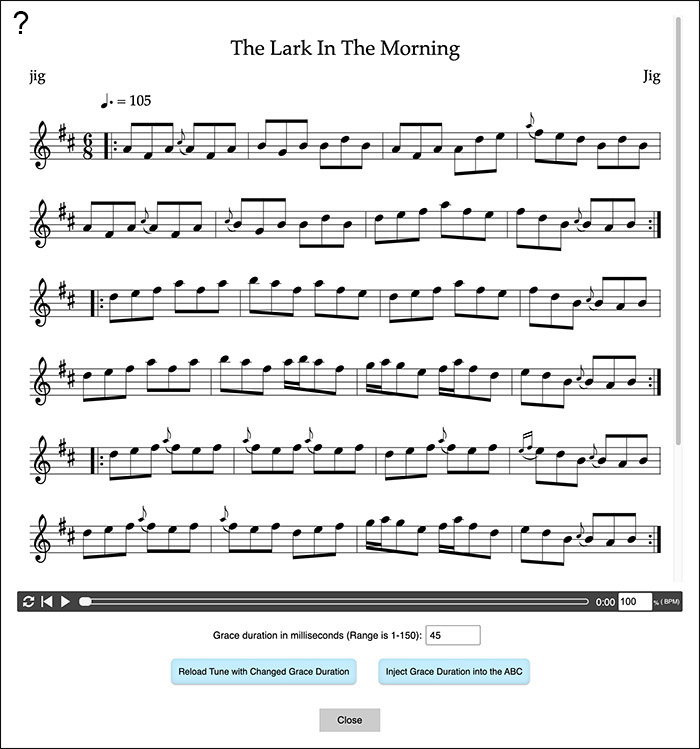 ?
The Lark In The Morning
jig Jig
= 105
6
8
0:00 100 % ( BPM)
Grace duration in milliseconds (Range is 1-150): 45
Reload Tune with Changed Grace Duration Inject Grace Duration into the ABC
Close